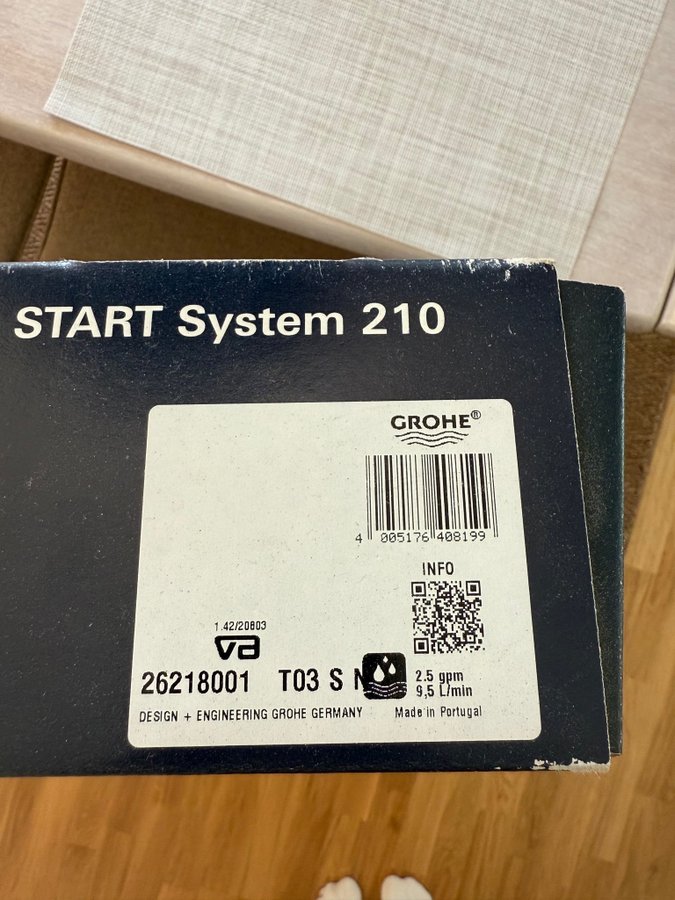 START System 210
GROHE®
4 005176 408199
INFO
1.42/20803
va
26218001 T03 S
2.5 gpm
9,5 L/min
DESIGN + ENGINEERING GROHE GERMANY
Made in Portugal